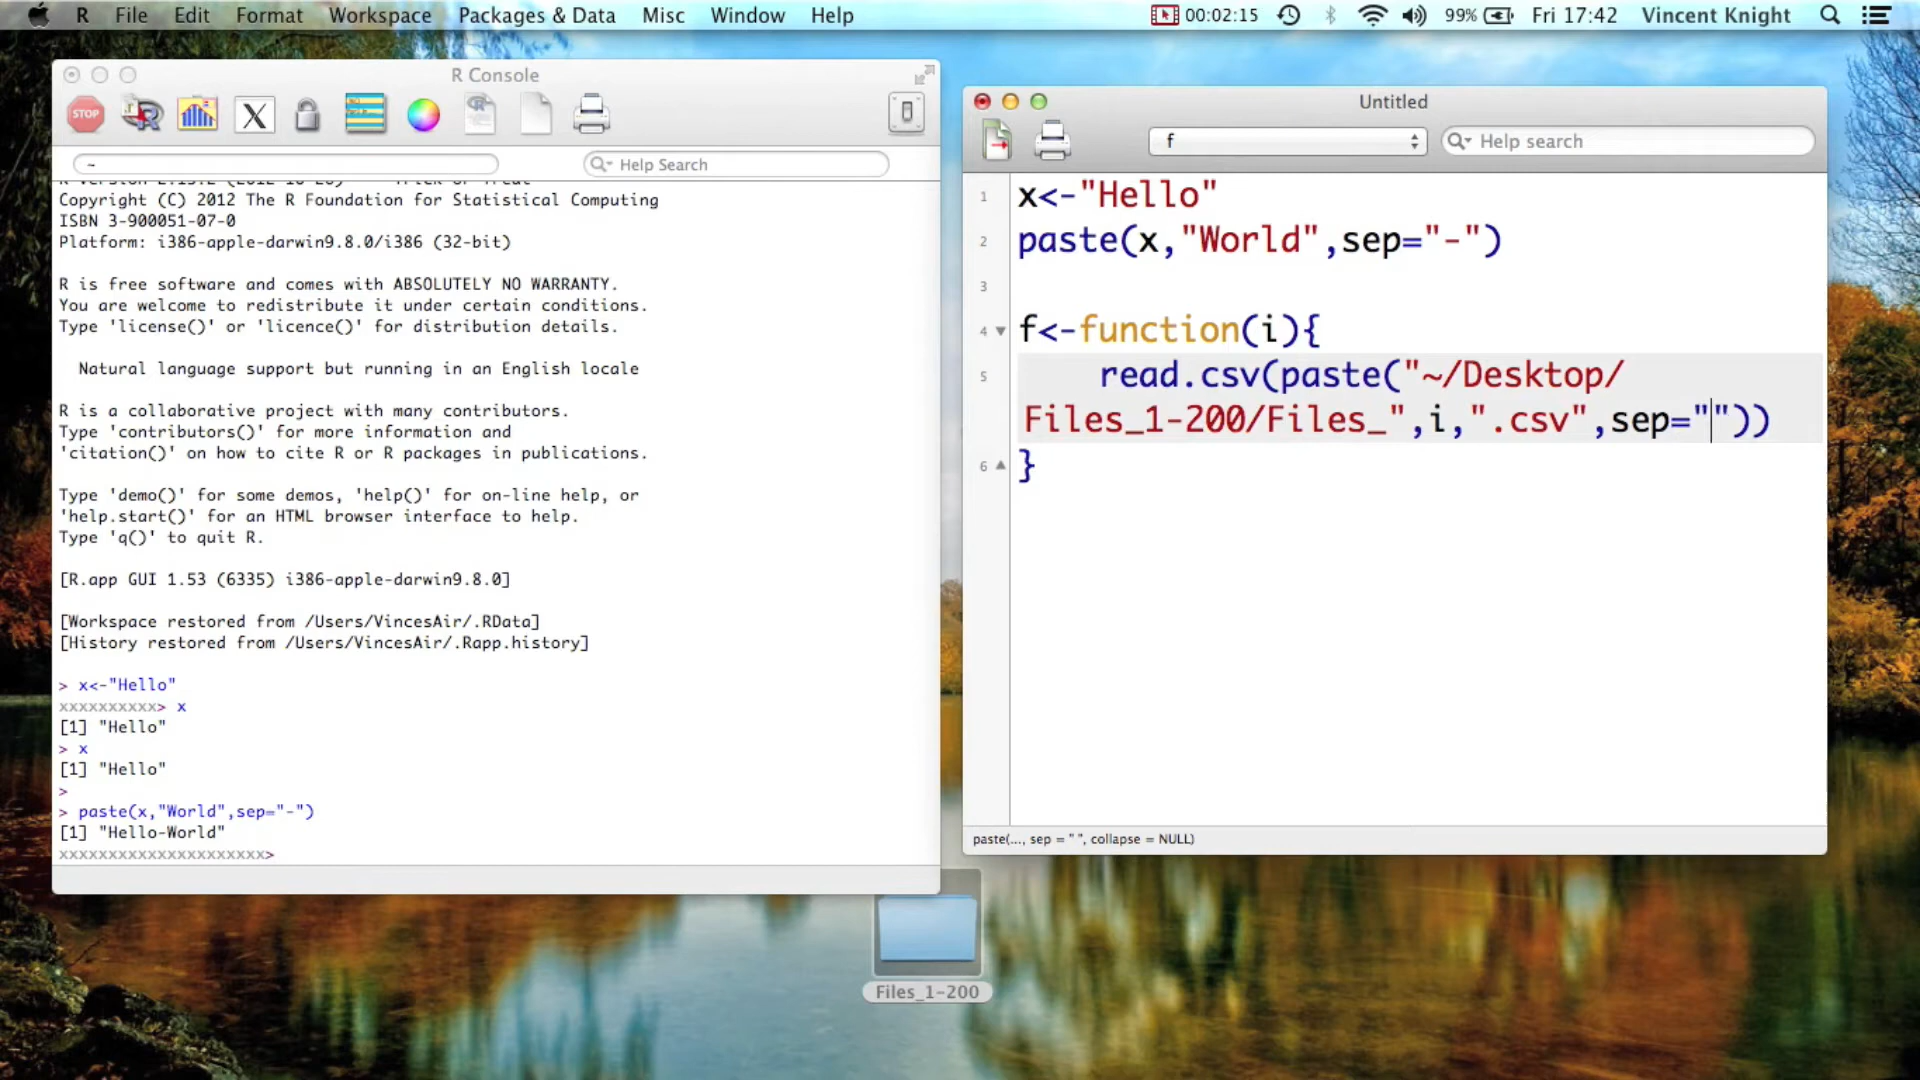 R File Edit Format Workspace Packages & Data Misc Window Help 00:02:15 99% Fri 17:42 Vincent Knight
R Console
STOP
~ Help Search
Copyright (C) 2012 The R Foundation for Statistical Computing
ISBN 3-900051-07-0
Platform: i386-apple-darwin9.8.0/i386 (32-bit)
R is free software and comes with ABSOLUTELY NO WARRANTY.
You are welcome to redistribute it under certain conditions.
Type 'license()' or 'licence()' for distribution details.
Natural language support but running in an English locale
R is a collaborative project with many contributors.
Type 'contributors()' for more information and
'citation()' on how to cite R or R packages in publications.
Type 'demo()' for some demos, 'help()' for on-line help, or
'help.start()' for an HTML browser interface to help.
Type 'q()' to quit R.
[R.app GUI 1.53 (6335) i386-apple-darwin9.8.0]
[Workspace restored from /Users/VincesAir/.RData]
[History restored from /Users/VincesAir/.Rapp.history]
> x<-"Hello"
xxxxxxxxxx> x
[1] "Hello"
> x
[1] "Hello"
>
> paste(x,"World",sep="-")
[1] "Hello-World"
xxxxxxxxxxxxxxxxxxxxx>
Untitled
f Help search
1 x<-"Hello"
2 paste(x,"World",sep="-")
3
4 f<-function(i){
5 read.csv(paste("~/Desktop/
Files_1-200/Files_",i,".csv",sep=""))
6 }
paste(..., sep = " ", collapse = NULL)
Files_1-200